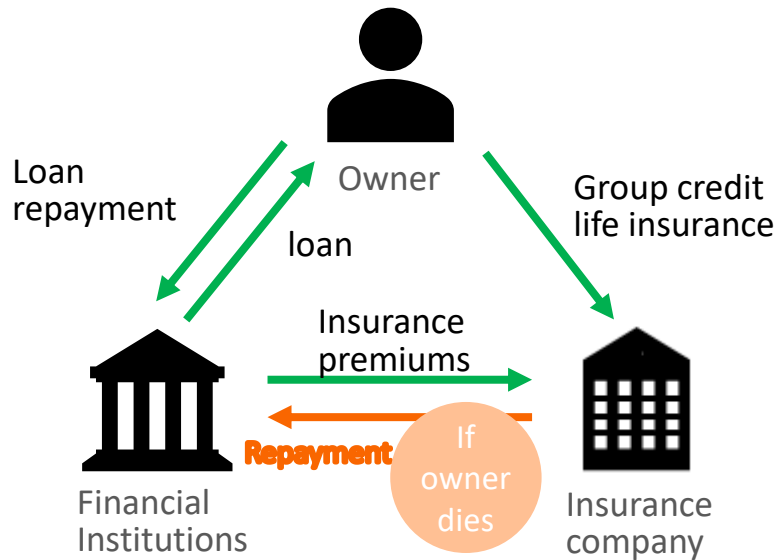 Owner
Loan
repayment
loan
Group credit
life insurance
Insurance
premiums
Repayment
If
owner
dies
Financial
Institutions
Insurance
company